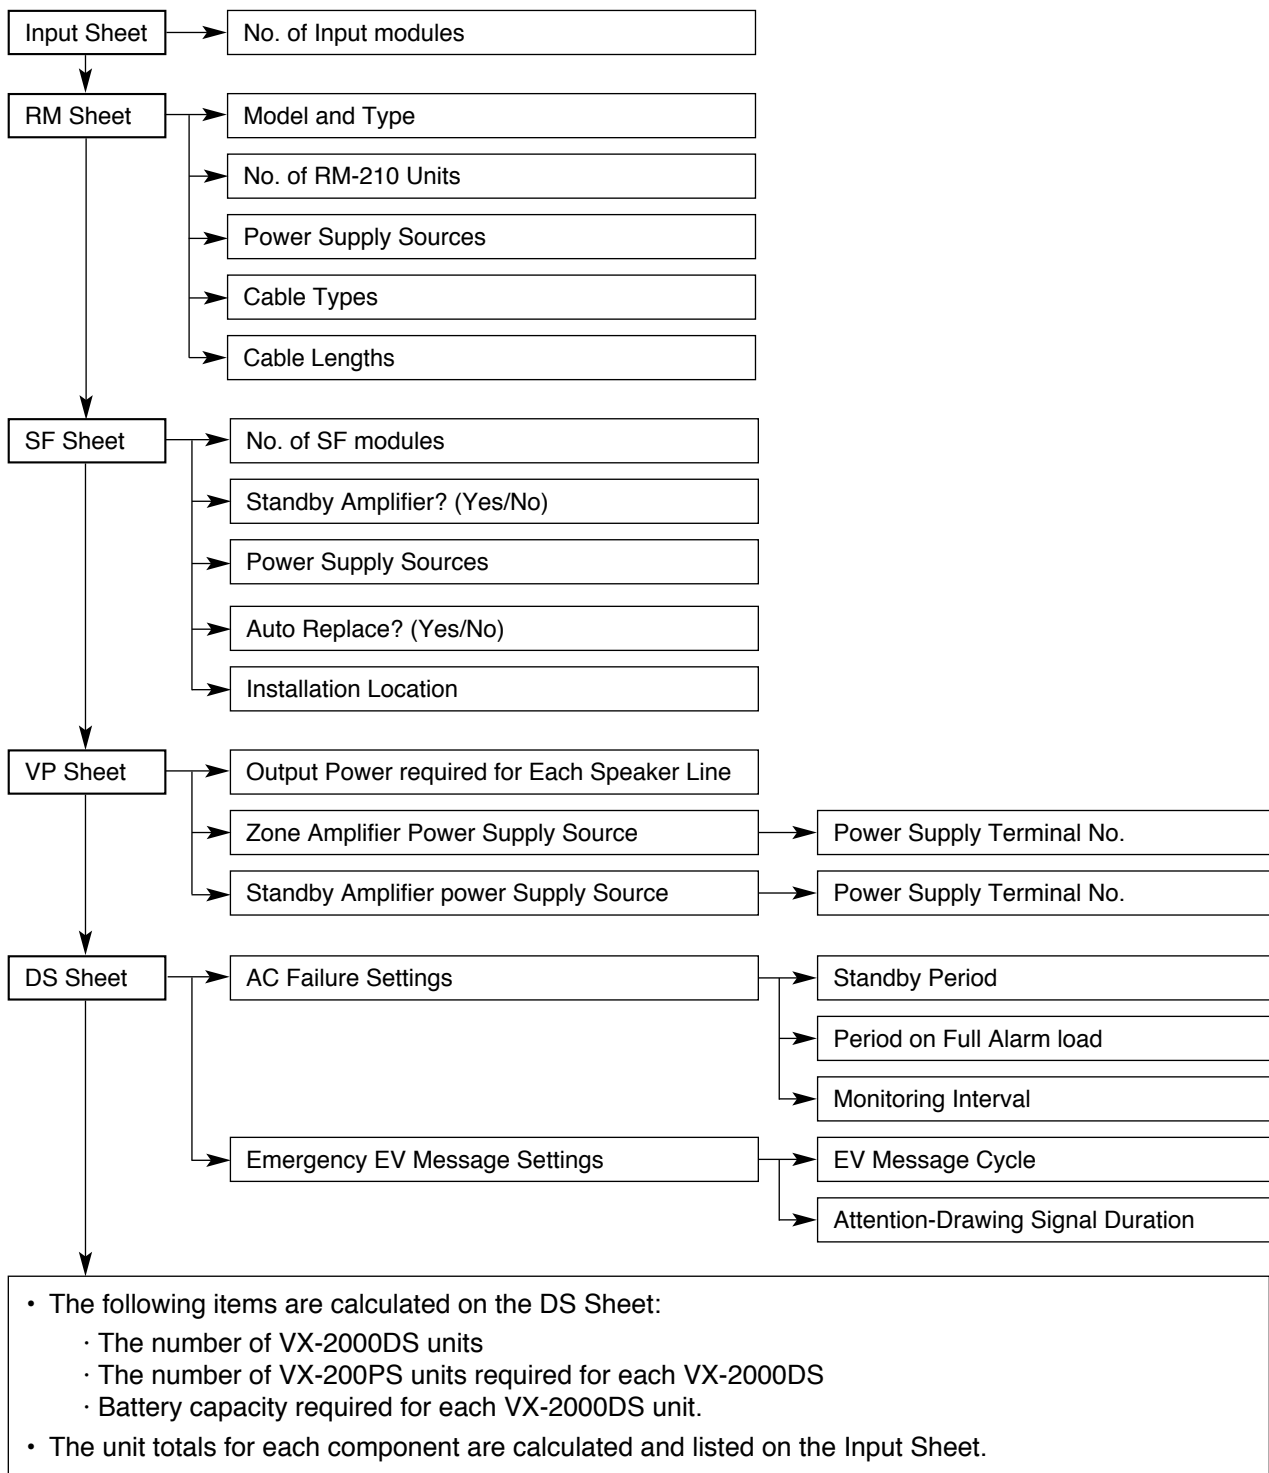 Input Sheet
No. of Input modules
RM Sheet
Model and Type
No. of RM-210 Units
Power Supply Sources
Cable Types
Cable Lengths
SF Sheet
No. of SF modules
Standby Amplifier? (Yes/No)
Power Supply Sources
Auto Replace? (Yes/No)
Installation Location
VP Sheet
Output Power required for Each Speaker Line
Zone Amplifier Power Supply Source
Power Supply Terminal No.
Standby Amplifier power Supply Source
Power Supply Terminal No.
DS Sheet
AC Failure Settings
Standby Period
Period on Full Alarm load
Monitoring Interval
Emergency EV Message Settings
EV Message Cycle
Attention-Drawing Signal Duration
• The following items are calculated on the DS Sheet:
· The number of VX-2000DS units
· The number of VX-200PS units required for each VX-2000DS
· Battery capacity required for each VX-2000DS unit.
• The unit totals for each component are calculated and listed on the Input Sheet.